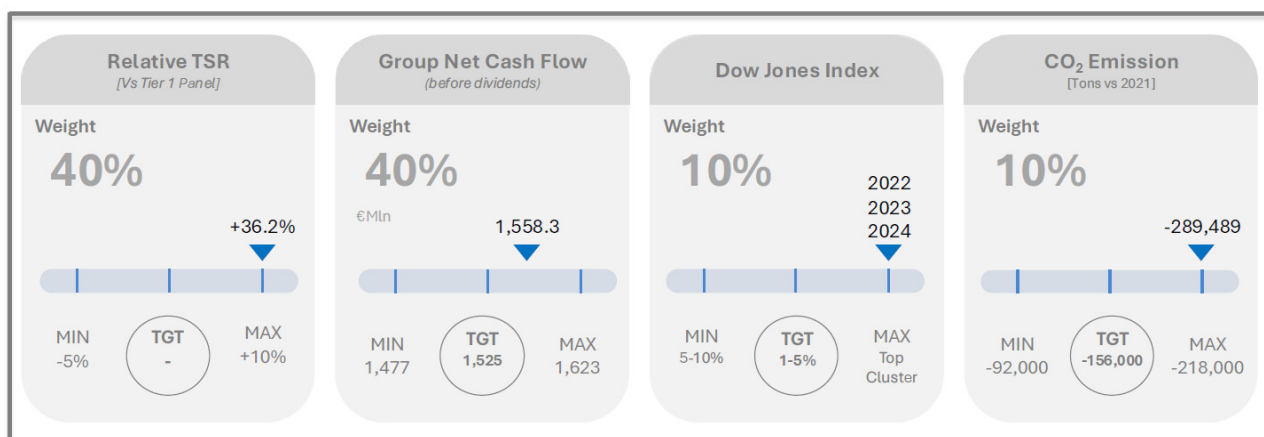 Relative TSR
[Vs Tier 1 Panel]
Weight
40%
+36.2%
MIN
-5%
TGT
-
MAX
+10%
Group Net Cash Flow
(before dividends)
Weight
40%
€Mln
1,558.3
MIN
1,477
TGT
1,525
MAX
1,623
Dow Jones Index
Weight
10%
2022
2023
2024
MIN
5-10%
TGT
1-5%
MAX
Top
Cluster
CO₂ Emission
[Tons vs 2021]
Weight
10%
-289,489
MIN
-92,000
TGT
-156,000
MAX
-218,000